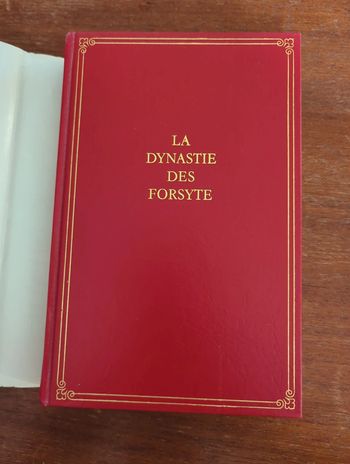 LA
DYNASTIE
DES
FORSYTE